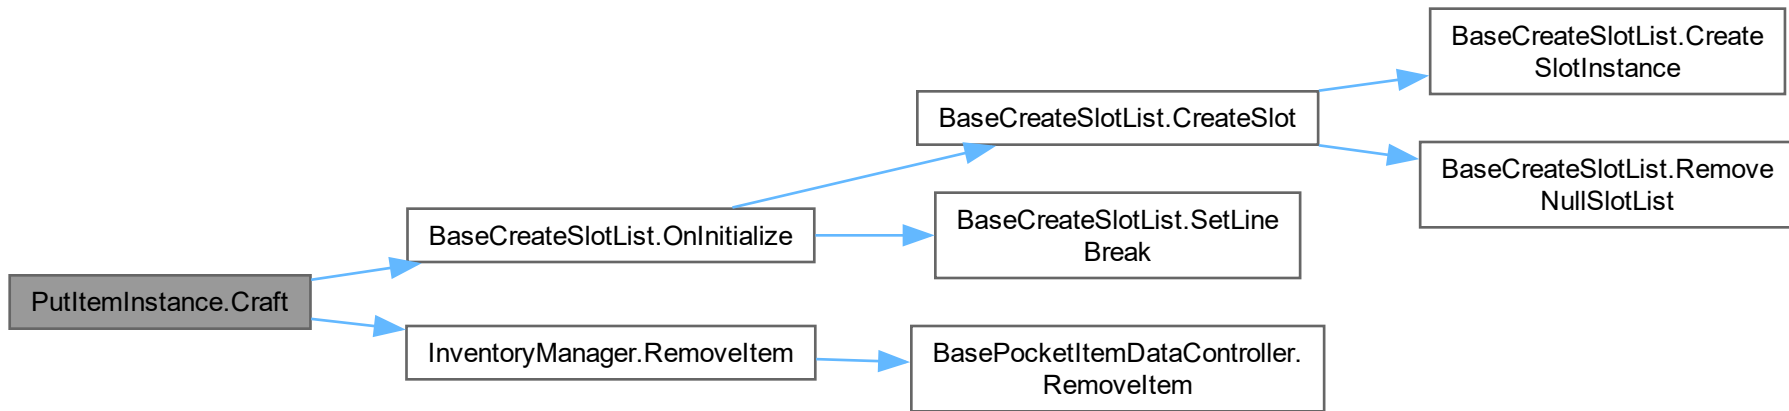 PutItemInstance.Craft
BaseCreateSlotList.OnInitialize
BaseCreateSlotList.CreateSlot
BaseCreateSlotList.Create
SlotInstance
BaseCreateSlotList.Remove
NullSlotList
BaseCreateSlotList.SetLine
Break
InventoryManager.RemoveItem
BasePocketItemDataController.
RemoveItem